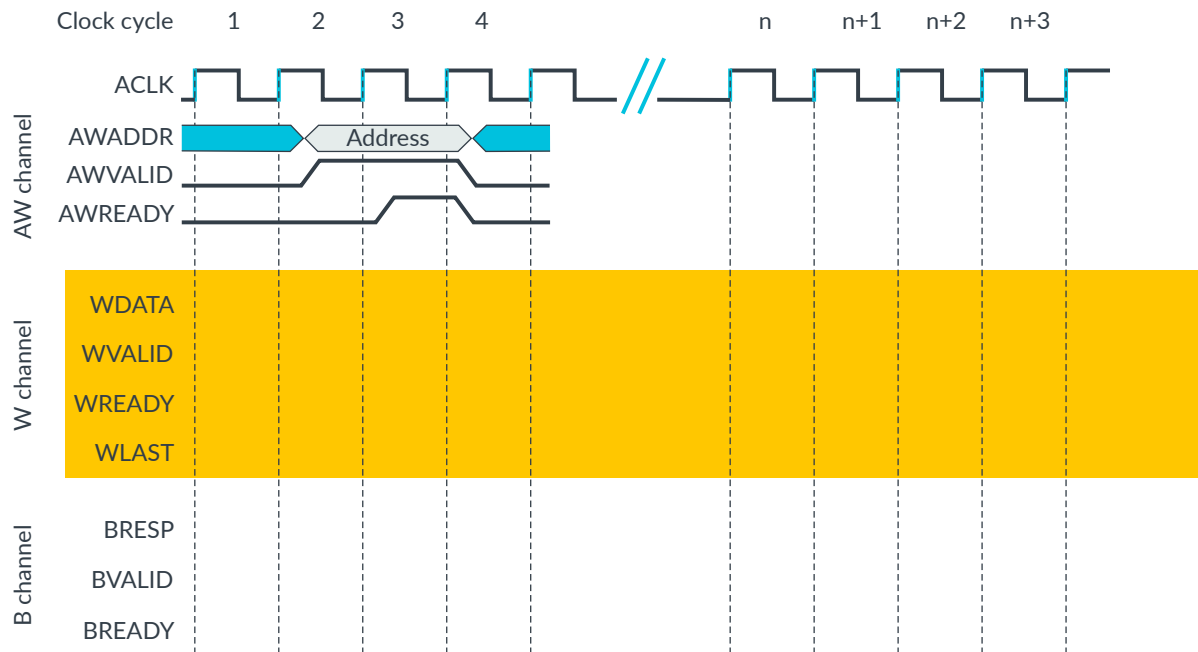 Clock cycle 1 2 3 4 n n+1 n+2 n+3
ACLK
AW channel
AWADDR Address
AWVALID
AWREADY
W channel
WDATA
WVALID
WREADY
WLAST
B channel
BRESP
BVALID
BREADY